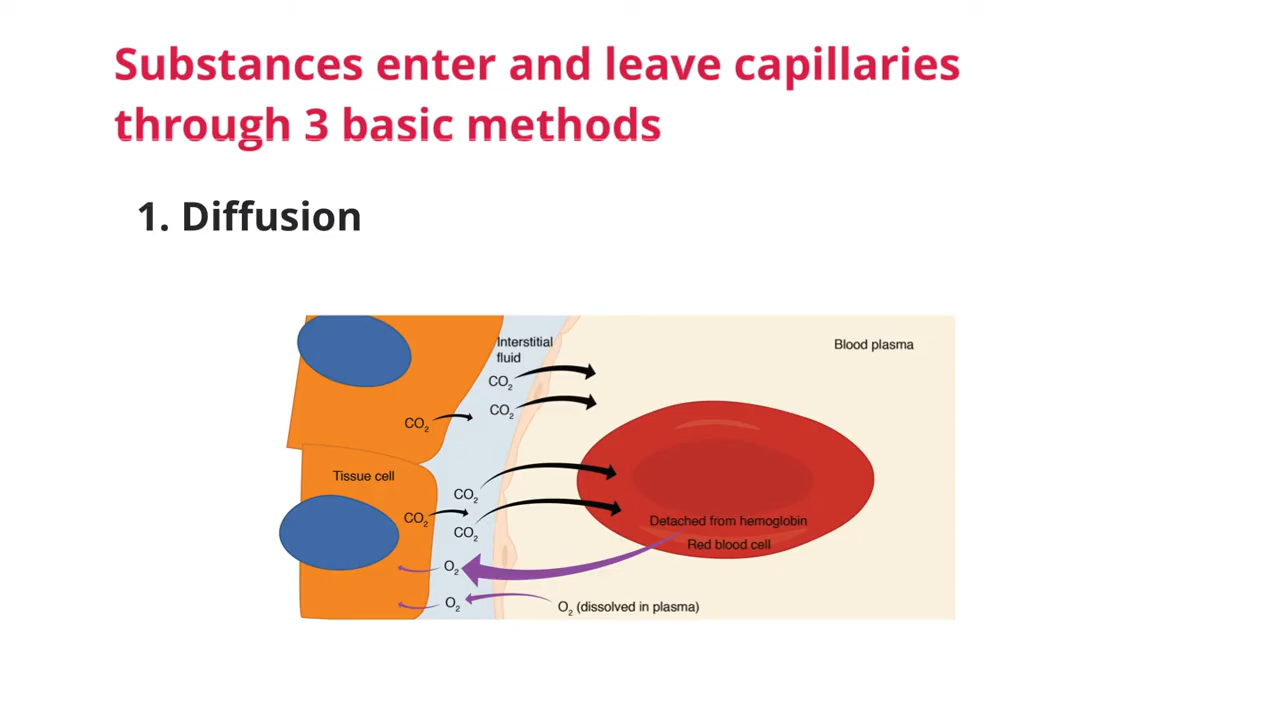 Substances enter and leave capillaries
through 3 basic methods
1. Diffusion
Interstitial
fluid
Blood plasma
CO₂
CO₂
CO₂
Tissue cell
CO₂
CO₂
CO₂
Detached from hemoglobin
Red blood cell
O₂
O₂
O₂ (dissolved in plasma)